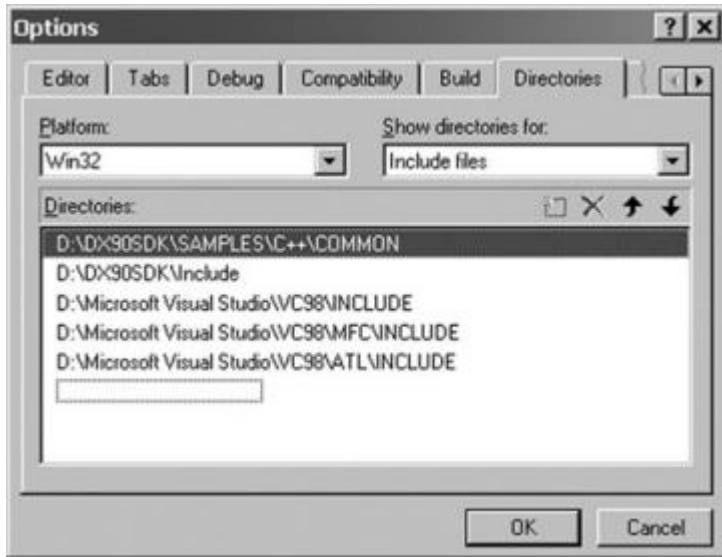 Options
Editor Tabs Debug Compatibility Build Directories
Platform: Show directories for:
Win32 Include files
Directories:
D:\DX90SDK\SAMPLES\C++\COMMON
D:\DX90SDK\Include
D:\Microsoft Visual Studio\VC98\INCLUDE
D:\Microsoft Visual Studio\VC98\MFC\INCLUDE
D:\Microsoft Visual Studio\VC98\ATL\INCLUDE
OK Cancel